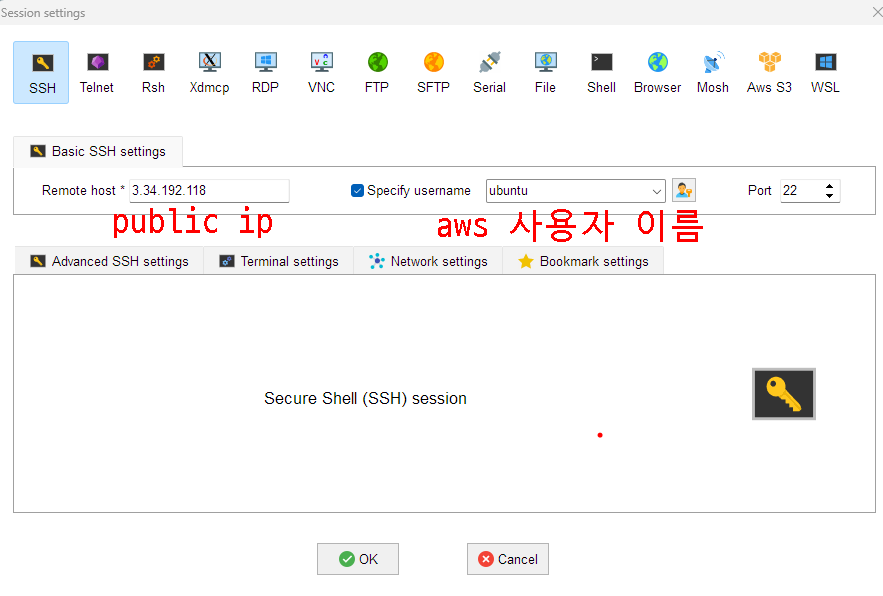 Session settings
SSH Telnet Rsh Xdmcp RDP VNC FTP SFTP Serial File Shell Browser Mosh Aws S3 WSL
Basic SSH settings
Remote host * 3.34.192.118 Specify username ubuntu Port 22
public ip aws 사용자 이름
Advanced SSH settings Terminal settings Network settings Bookmark settings
Secure Shell (SSH) session
OK Cancel